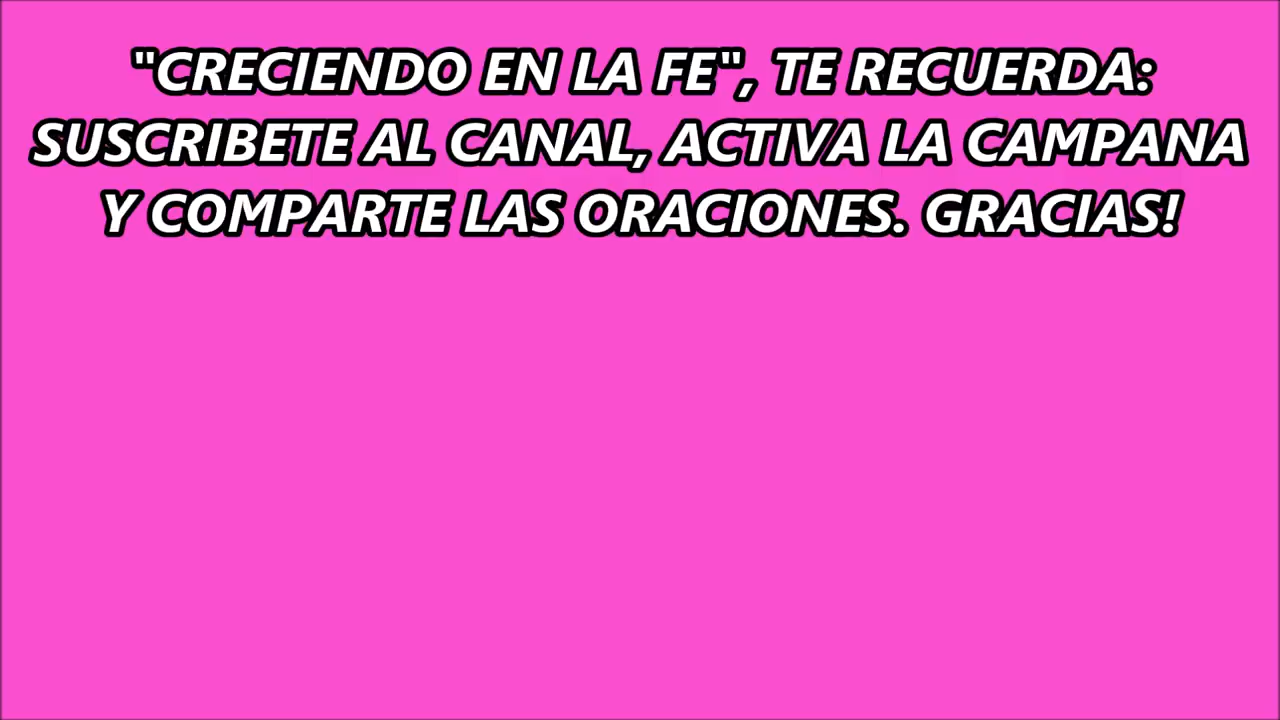 "CRECIENDO EN LA FE", TE RECUERDA:
SUSCRIBETE AL CANAL, ACTIVA LA CAMPANA
Y COMPARTE LAS ORACIONES. GRACIAS!